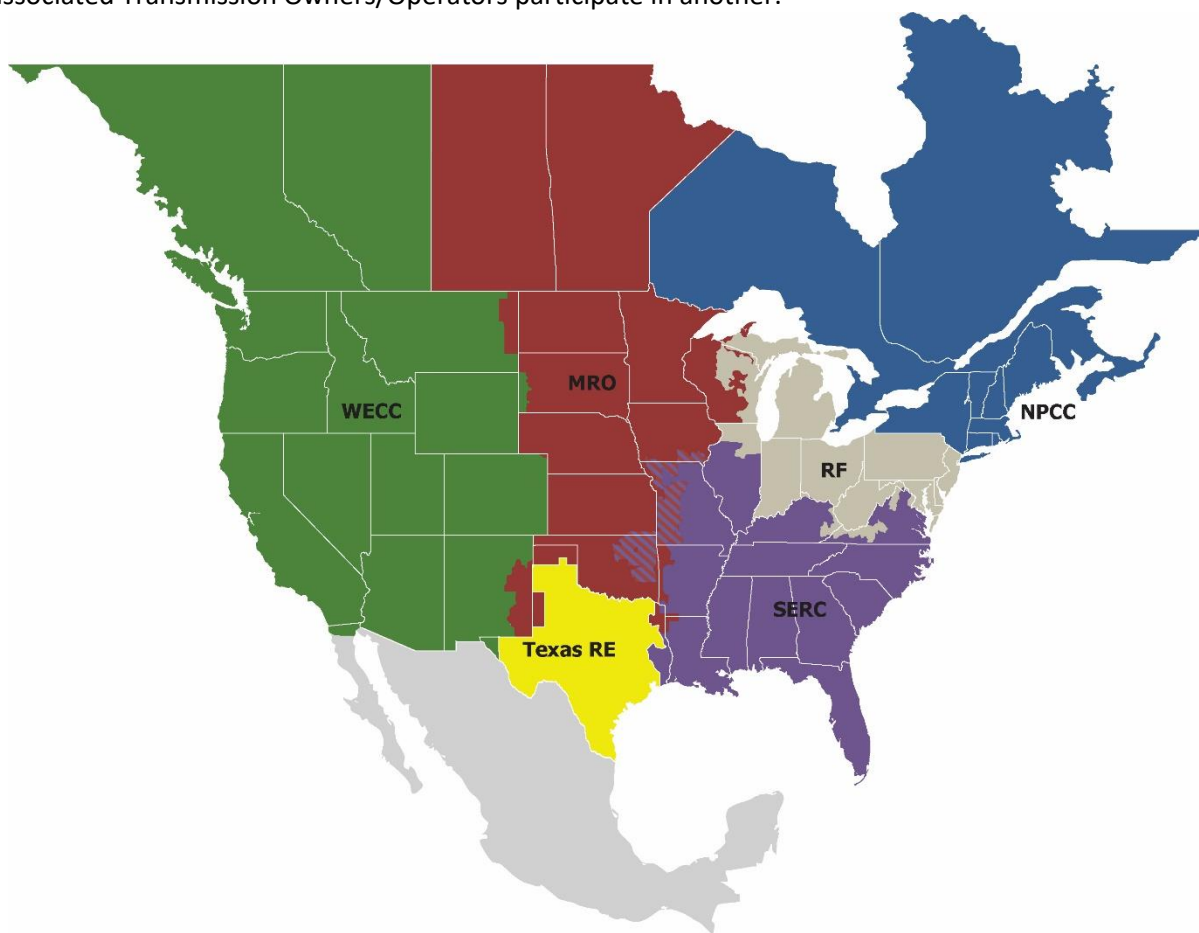 associated Transmission Owners/Operators participate in another.
MRO
WECC
NPCC
RF
SERC
Texas RE